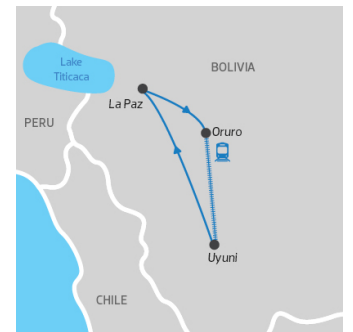 Lake
Titicaca
BOLIVIA
La Paz
PERU
Oruro
Uyuni
CHILE